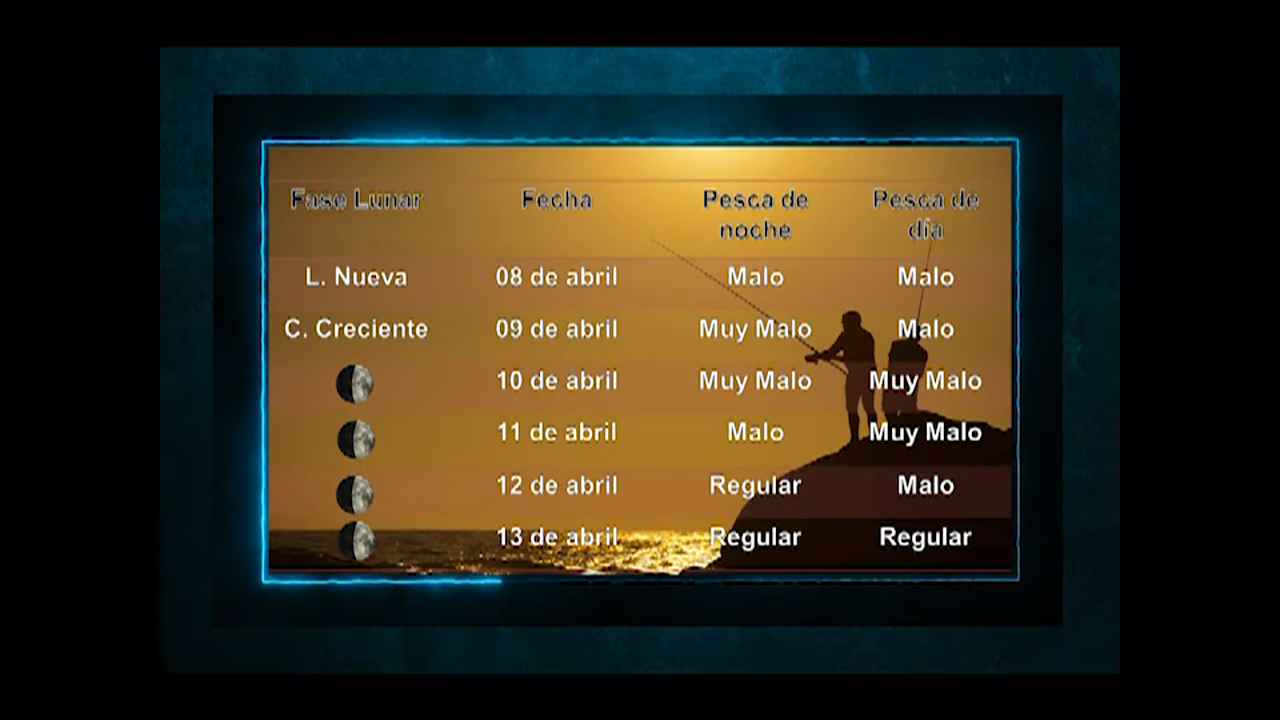 Fase Lunar Fecha Pesca de noche Pesca de día
L. Nueva 08 de abril Malo Malo
C. Creciente 09 de abril Muy Malo Malo
10 de abril Muy Malo Muy Malo
11 de abril Malo Muy Malo
12 de abril Regular Malo
13 de abril Regular Regular